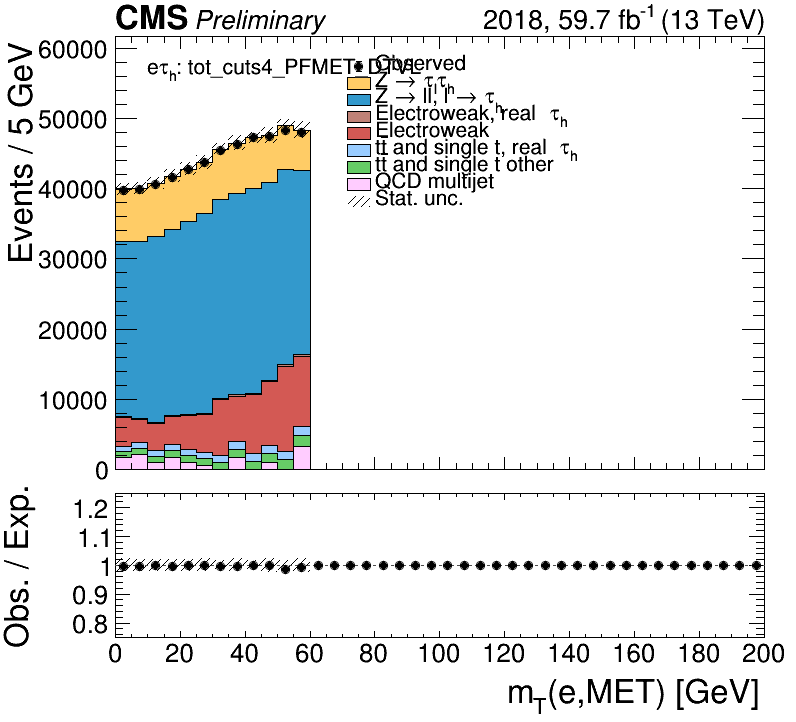 CMS Preliminary 2018, 59.7 fb⁻¹ (13 TeV)
Events / 5 GeV
60000
50000
40000
30000
20000
10000
0
eτₕ: tot_cuts4_PFMET
Observed
Z → τₗτₕ
Z → ll, l → τₕ
Electroweak, real τₕ
Electroweak
tt̄ and single t, real τₕ
tt̄ and single t other
QCD multijet
Stat. unc.
Obs. / Exp.
1.2
1.1
1
0.9
0.8
0 20 40 60 80 100 120 140 160 180 200
m_T(e,MET) [GeV]